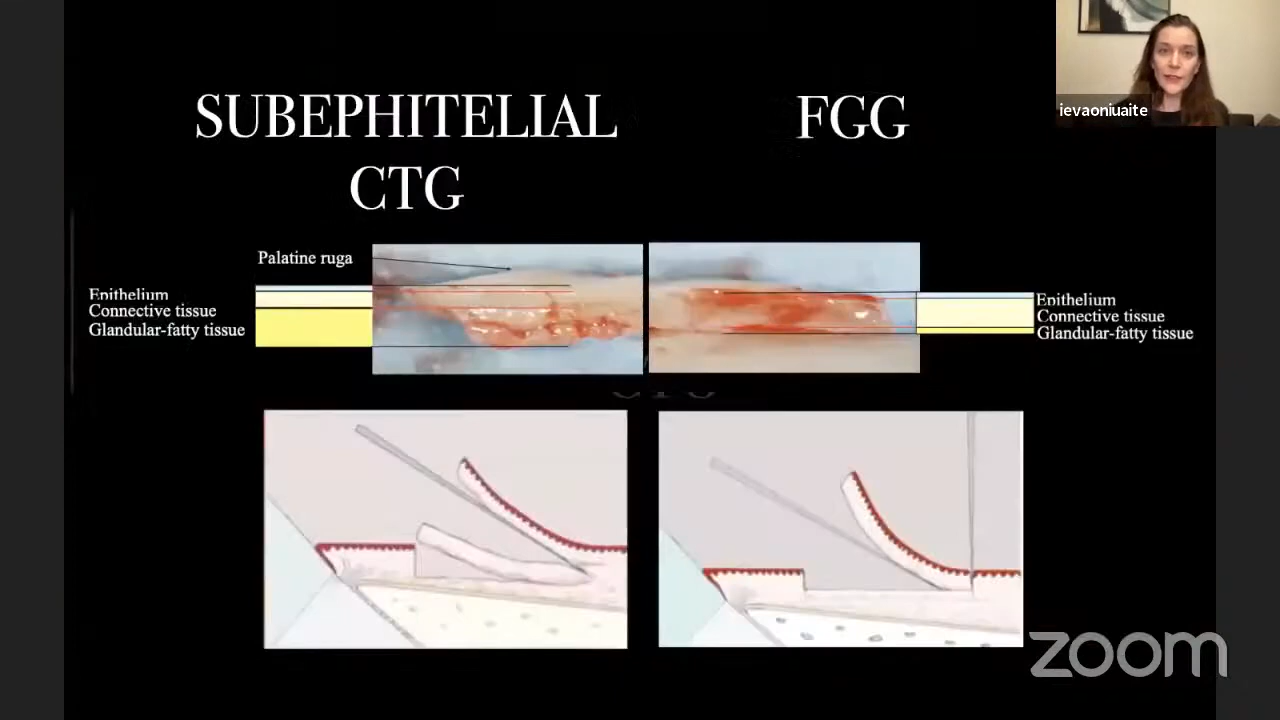 ievaoniuaite
SUBEPHITELIAL
CTG
FGG
Palatine ruga
Epithelium
Connective tissue
Glandular-fatty tissue
Epithelium
Connective tissue
Glandular-fatty tissue
zoom